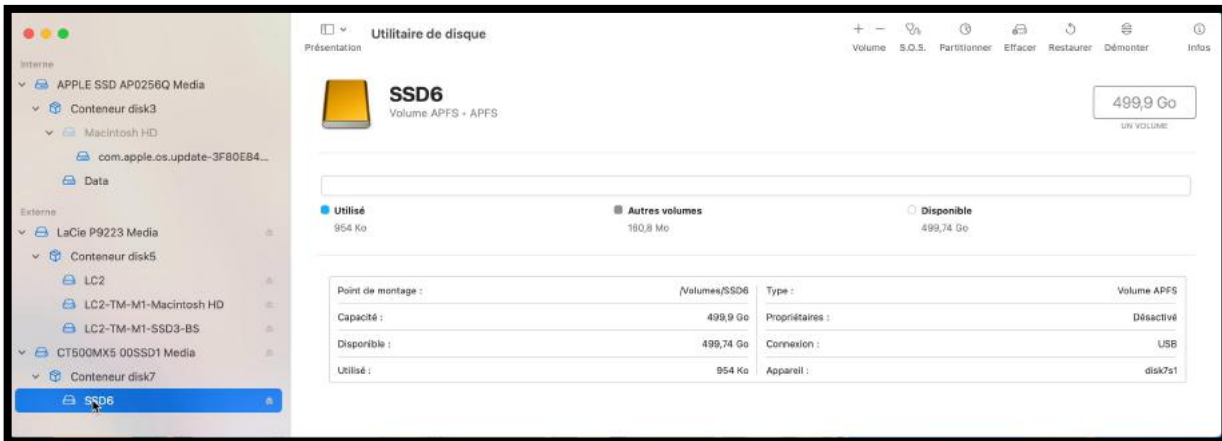 Utilitaire de disque
Présentation
Volume S.O.S. Partitionner Effacer Restaurer Démonter Infos
Interne
APPLE SSD AP0256Q Media
Conteneur disk3
Macintosh HD
com.apple.os.update-3F80E84...
Data
Externe
LaCie P9223 Media
Conteneur disk5
LC2
LC2-TM-M1-Macintosh HD
LC2-TM-M1-SSD3-BS
CT500MX5 00SSD1 Media
Conteneur disk7
SSD6
SSD6
Volume APFS • APFS
499,9 Go
UN VOLUME
Utilisé
954 Ko
Autres volumes
160,8 Mo
Disponible
499,74 Go
Point de montage : /Volumes/SSD6
Capacité : 499,9 Go
Disponible : 499,74 Go
Utilisé : 954 Ko
Type : Volume APFS
Propriétaires : Désactivé
Connexion : USB
Appareil : disk7s1